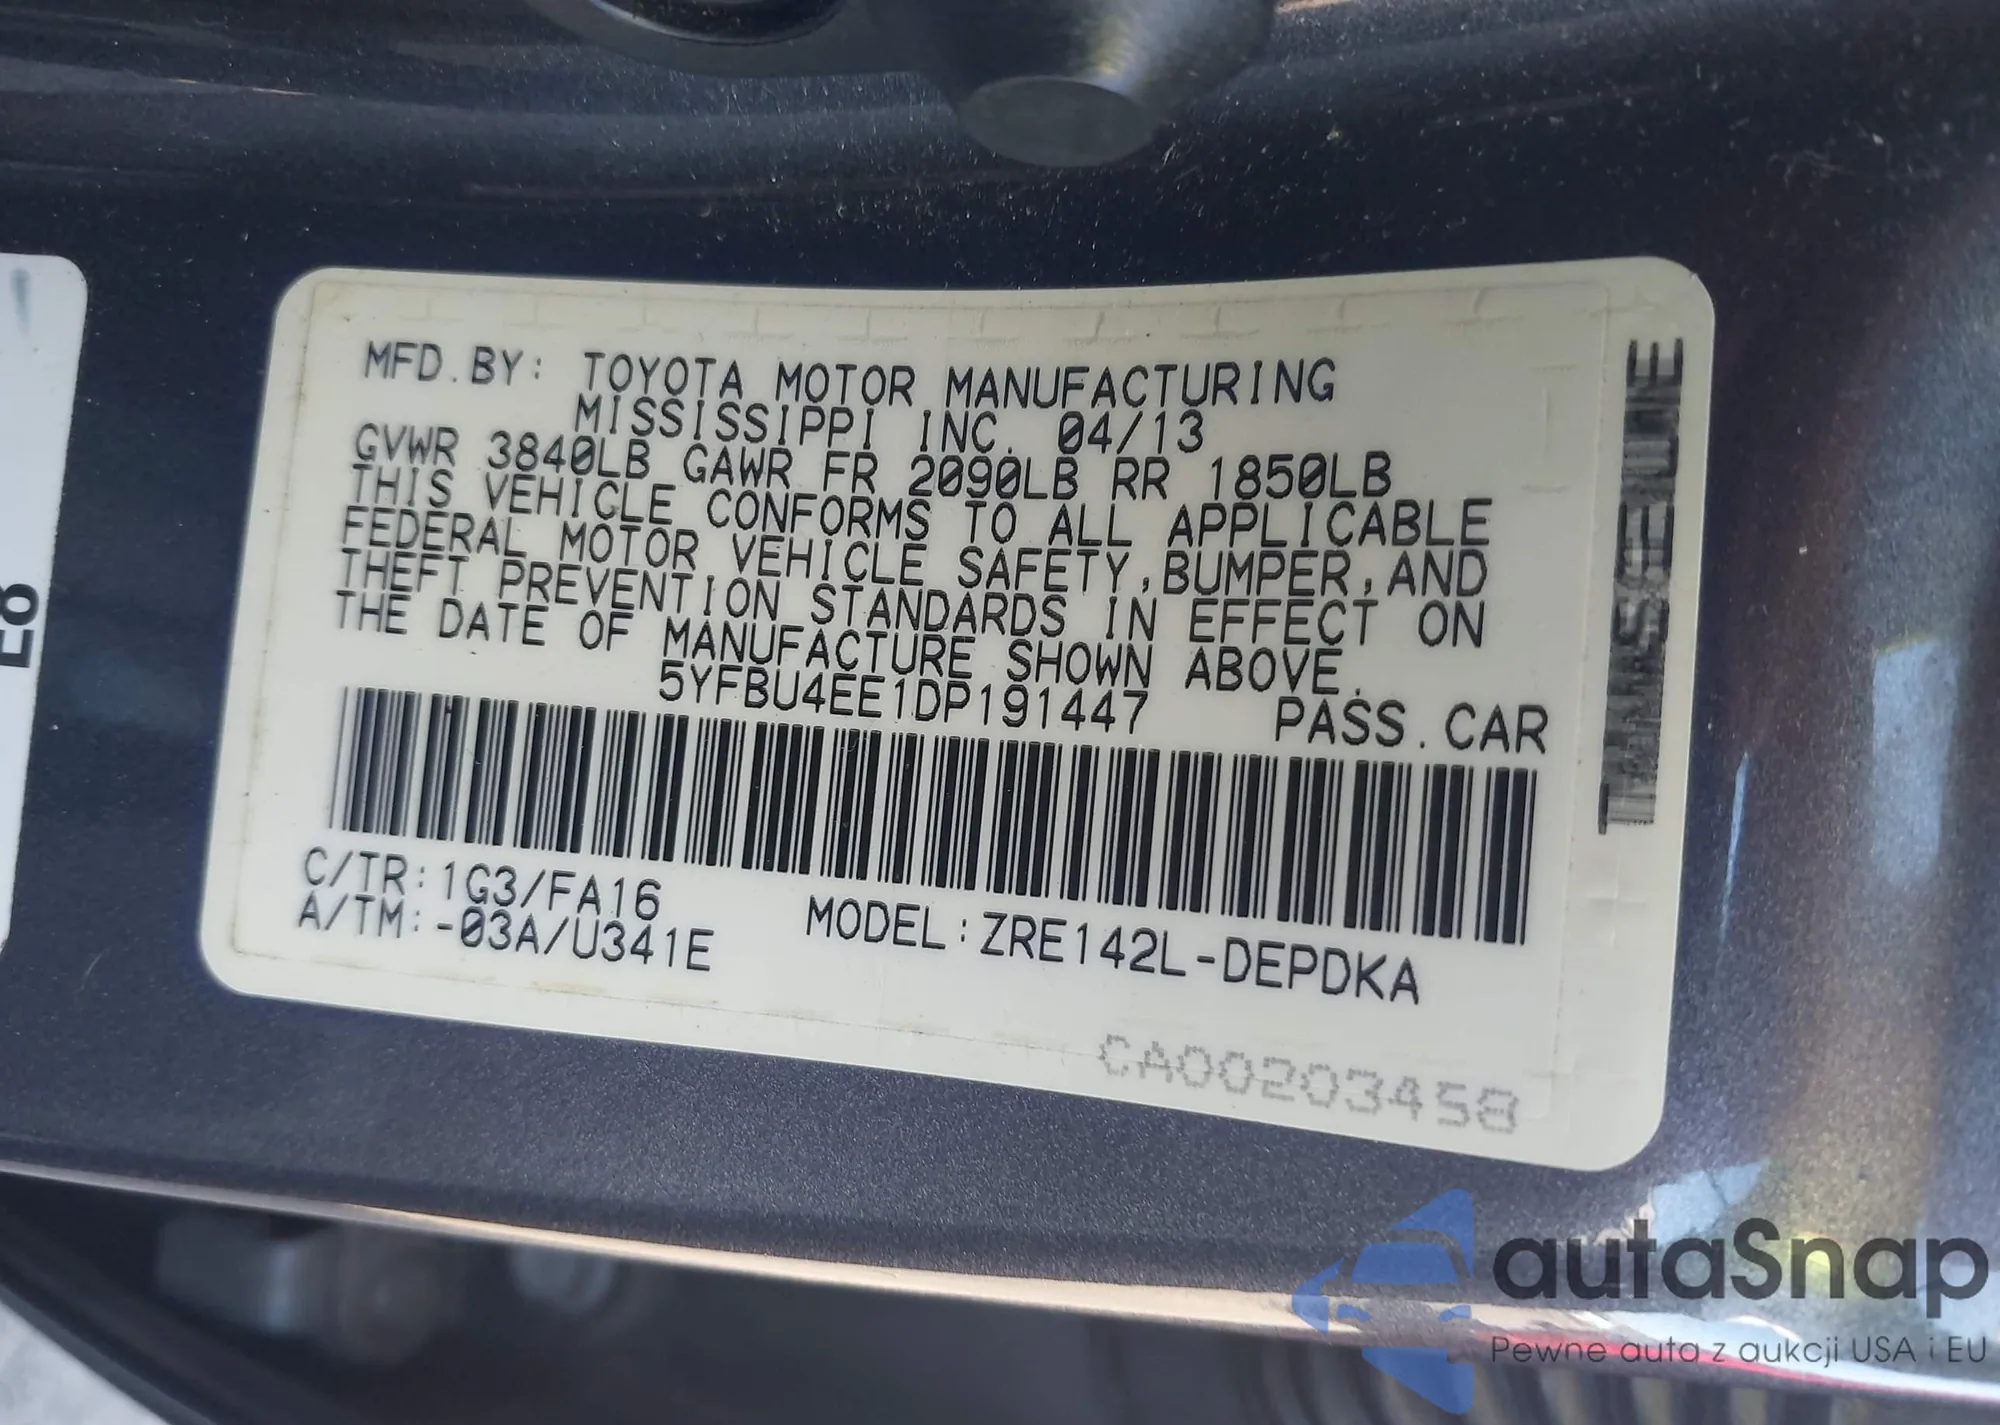 MFD.BY: TOYOTA MOTOR MANUFACTURING
MISSISSIPPI INC. 04/13
GVWR 3840LB GAWR FR 2090LB RR 1850LB
THIS VEHICLE CONFORMS TO ALL APPLICABLE
FEDERAL MOTOR VEHICLE SAFETY,BUMPER,AND
THEFT PREVENTION STANDARDS IN EFFECT ON
THE DATE OF MANUFACTURE SHOWN ABOVE.
5YFBU4EE1DP191447 PASS.CAR
C/TR:1G3/FA16
A/TM:-03A/U341E MODEL:ZRE142L-DEPDKA
CA00203458
E8
autaSnap
Pewne auta z aukcji USA i EU